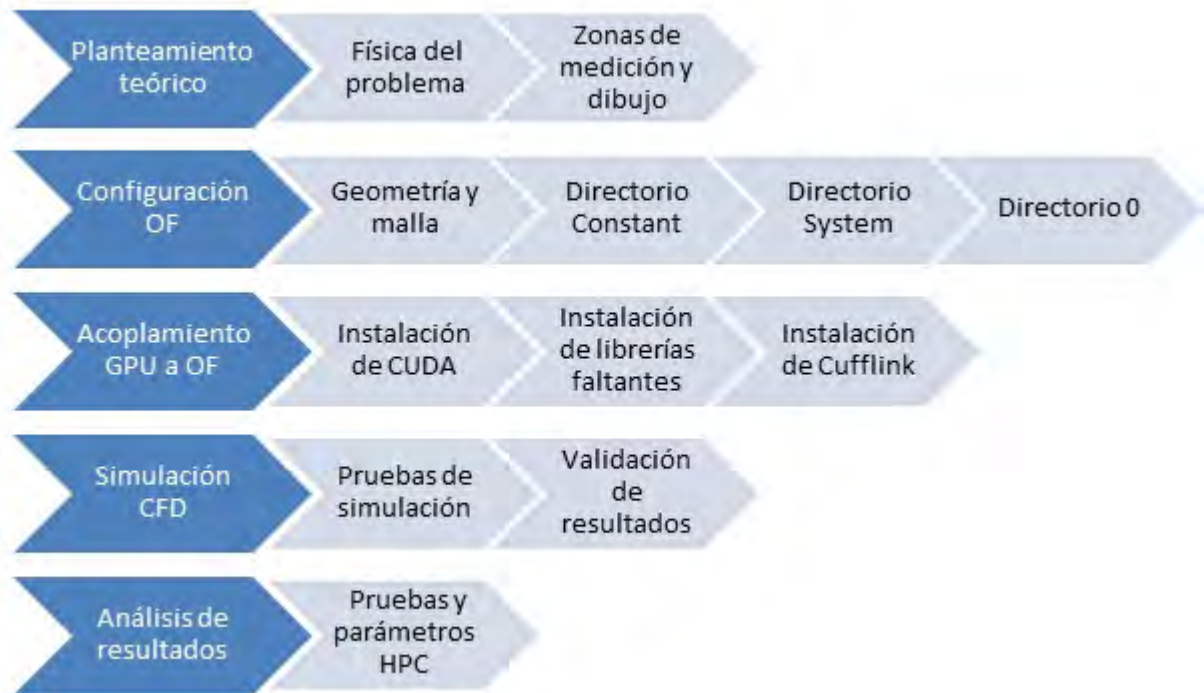 Planteamiento
teórico
Física del
problema
Zonas de
medición y
dibujo
Configuración
OF
Geometría y
malla
Directorio
Constant
Directorio
System
Directorio 0
Acoplamiento
GPU a OF
Instalación
de CUDA
Instalación
de librerías
faltantes
Instalación
de Cufflink
Simulación
CFD
Pruebas de
simulación
Validación
de
resultados
Análisis de
resultados
Pruebas y
parámetros
HPC